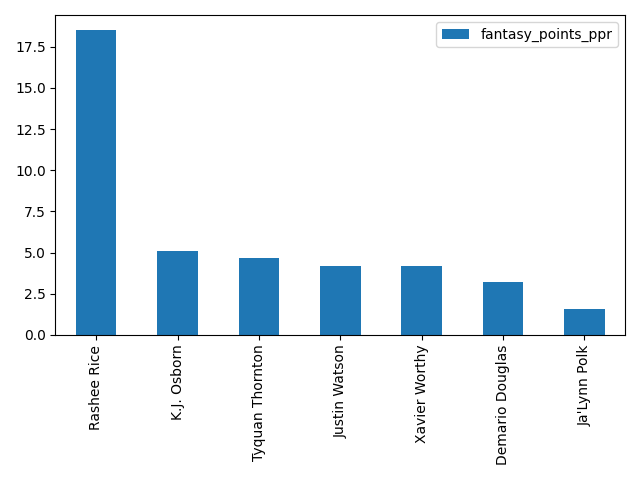 fantasy_points_ppr
17.5
15.0
12.5
10.0
7.5
5.0
2.5
0.0
Rashee Rice
K.J. Osborn
Tyquan Thornton
Justin Watson
Xavier Worthy
Demario Douglas
Ja'Lynn Polk